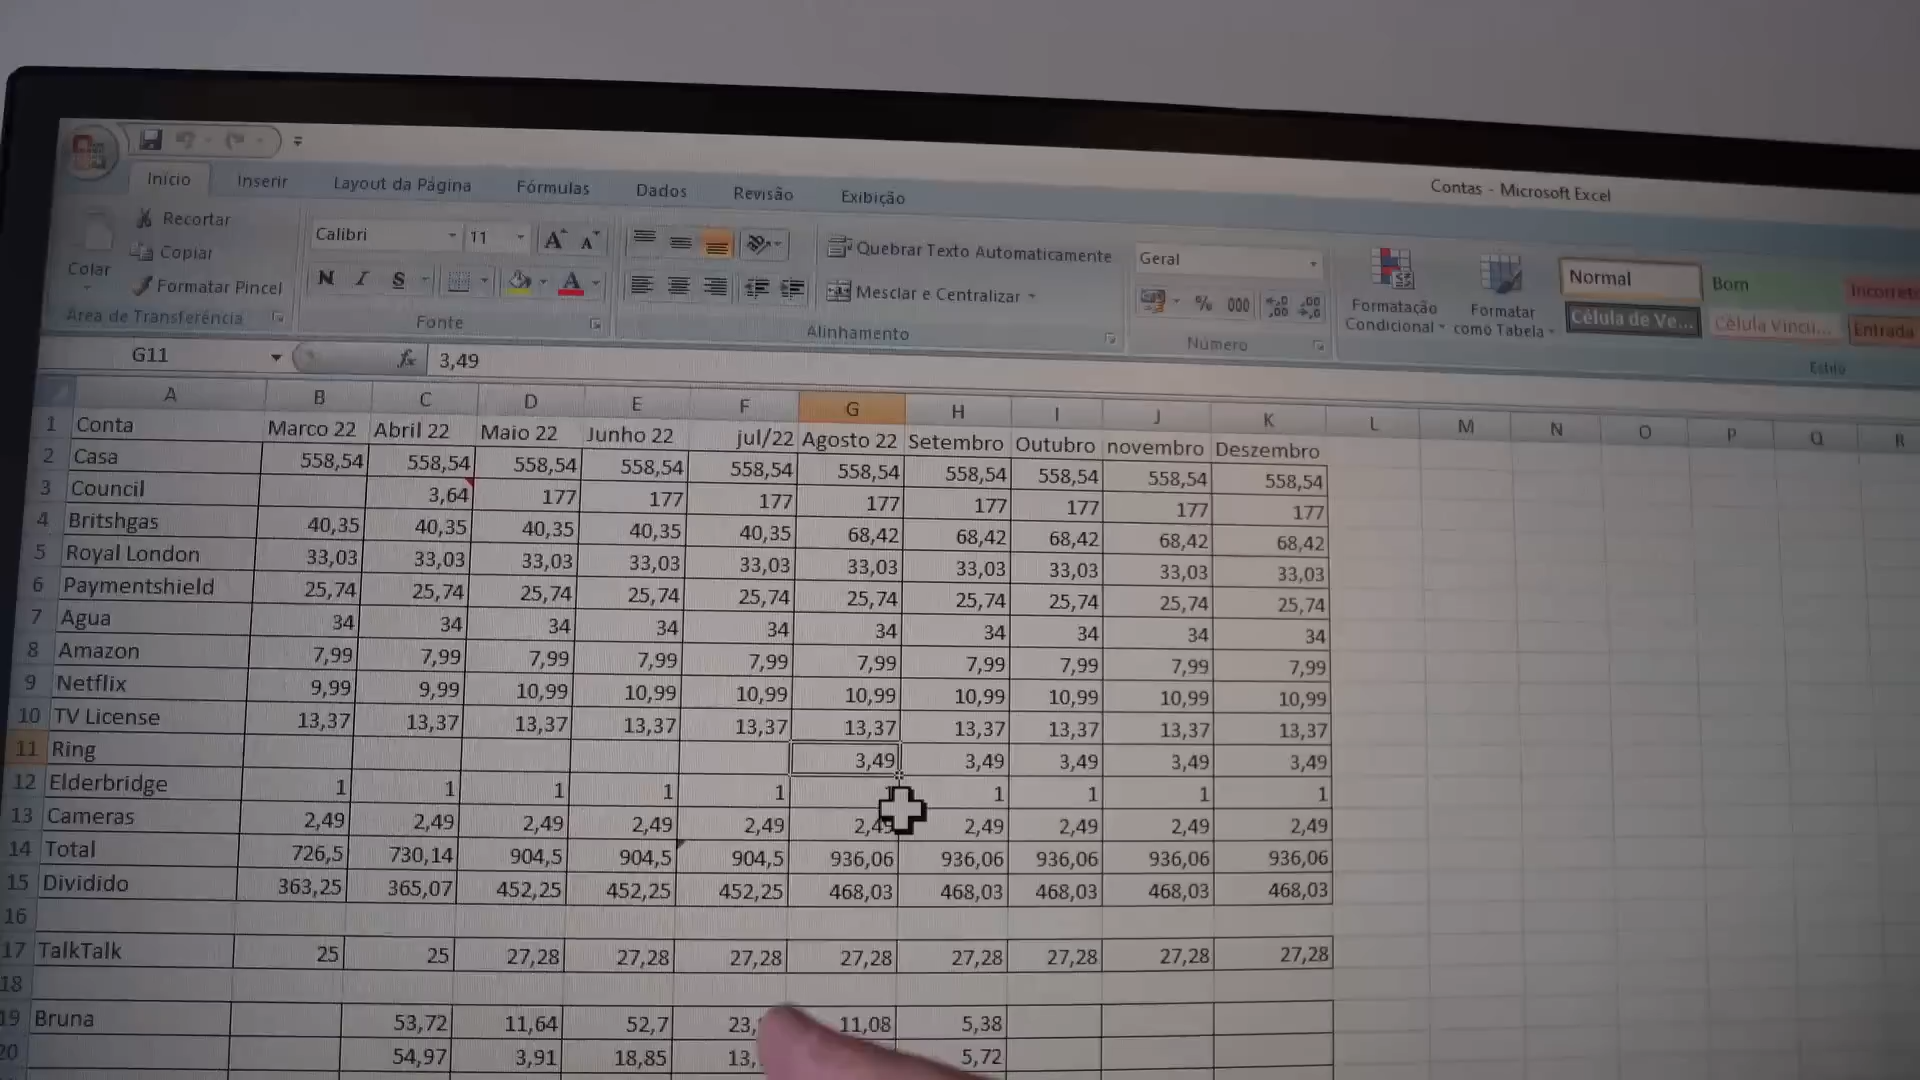 Contas - Microsoft Excel
Início Inserir Layout da Página Fórmulas Dados Revisão Exibição
Recortar
Copiar
Colar
Formatar Pincel
Área de Transferência
Calibri 11
N I S
Fonte
Quebrar Texto Automaticamente
Mesclar e Centralizar
Alinhamento
Geral
% 000
Número
Formatação Condicional
Formatar como Tabela
Normal Bom
Célula de Ve... Célula Vincu... Entrada
Estilo
G11 fx 3,49
A B C D E F G H I J K L M N O P Q R
1 Conta Marco 22 Abril 22 Maio 22 Junho 22 jul/22 Agosto 22 Setembro Outubro novembro Deszembro
2 Casa 558,54 558,54 558,54 558,54 558,54 558,54 558,54 558,54 558,54 558,54
3 Council 3,64 177 177 177 177 177 177 177 177
4 Britshgas 40,35 40,35 40,35 40,35 40,35 68,42 68,42 68,42 68,42 68,42
5 Royal London 33,03 33,03 33,03 33,03 33,03 33,03 33,03 33,03 33,03 33,03
6 Paymentshield 25,74 25,74 25,74 25,74 25,74 25,74 25,74 25,74 25,74 25,74
7 Agua 34 34 34 34 34 34 34 34 34 34
8 Amazon 7,99 7,99 7,99 7,99 7,99 7,99 7,99 7,99 7,99 7,99
9 Netflix 9,99 9,99 10,99 10,99 10,99 10,99 10,99 10,99 10,99 10,99
10 TV License 13,37 13,37 13,37 13,37 13,37 13,37 13,37 13,37 13,37 13,37
11 Ring 3,49 3,49 3,49 3,49 3,49
12 Elderbridge 1 1 1 1 1 1 1 1 1 1
13 Cameras 2,49 2,49 2,49 2,49 2,49 2,49 2,49 2,49 2,49 2,49
14 Total 726,5 730,14 904,5 904,5 904,5 936,06 936,06 936,06 936,06 936,06
15 Dividido 363,25 365,07 452,25 452,25 452,25 468,03 468,03 468,03 468,03 468,03
16
17 TalkTalk 25 25 27,28 27,28 27,28 27,28 27,28 27,28 27,28 27,28
18
19 Bruna 53,72 11,64 52,7 23, 11,08 5,38
20 54,97 3,91 18,85 13, 5,72